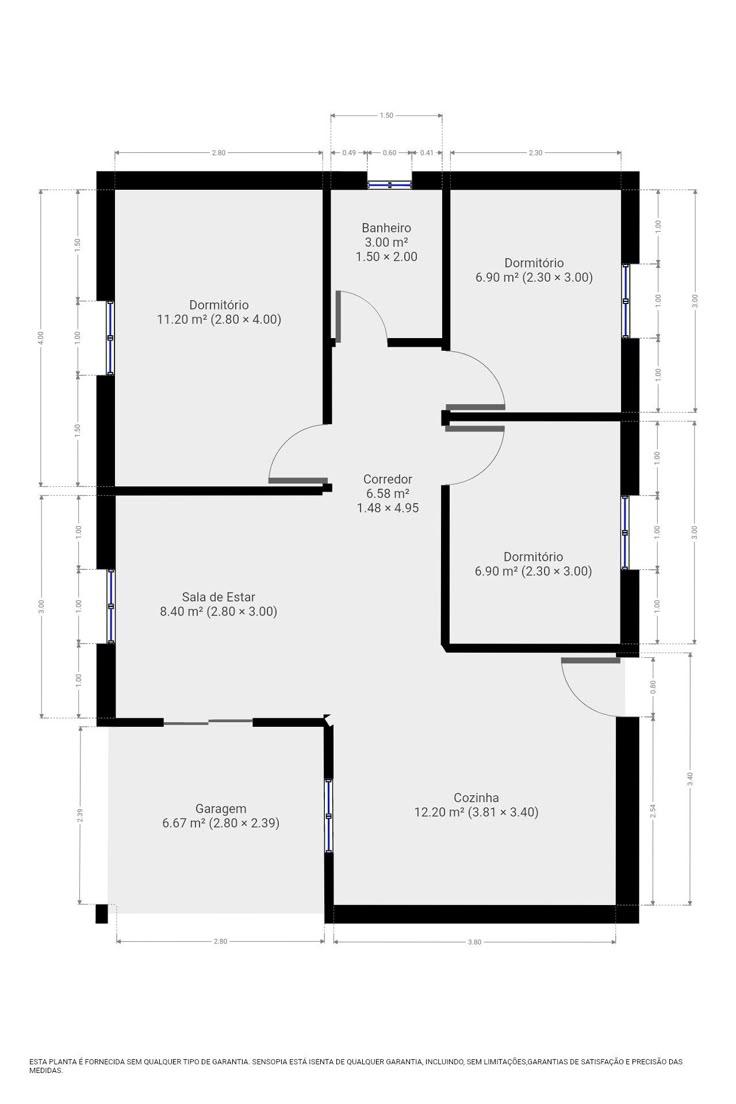 1.50
2.80
0.49
0.60
0.41
2.30
Banheiro
3.00 m²
1.50 × 2.00
Dormitório
6.90 m² (2.30 × 3.00)
Dormitório
11.20 m² (2.80 × 4.00)
1.50
1.00
1.50
4.00
1.00
1.00
1.00
3.00
Corredor
6.58 m²
1.48 × 4.95
Dormitório
6.90 m² (2.30 × 3.00)
1.00
1.00
1.00
3.00
Sala de Estar
8.40 m² (2.80 × 3.00)
1.00
1.00
1.00
3.00
Garagem
6.67 m² (2.80 × 2.39)
Cozinha
12.20 m² (3.81 × 3.40)
2.39
0.80
2.54
3.40
2.80
3.80
ESTA PLANTA É FORNECIDA SEM QUALQUER TIPO DE GARANTIA. SENSOPIA ESTÁ ISENTA DE QUALQUER GARANTIA, INCLUINDO, SEM LIMITAÇÕES,GARANTIAS DE SATISFAÇÃO E PRECISÃO DAS
MEDIDAS.